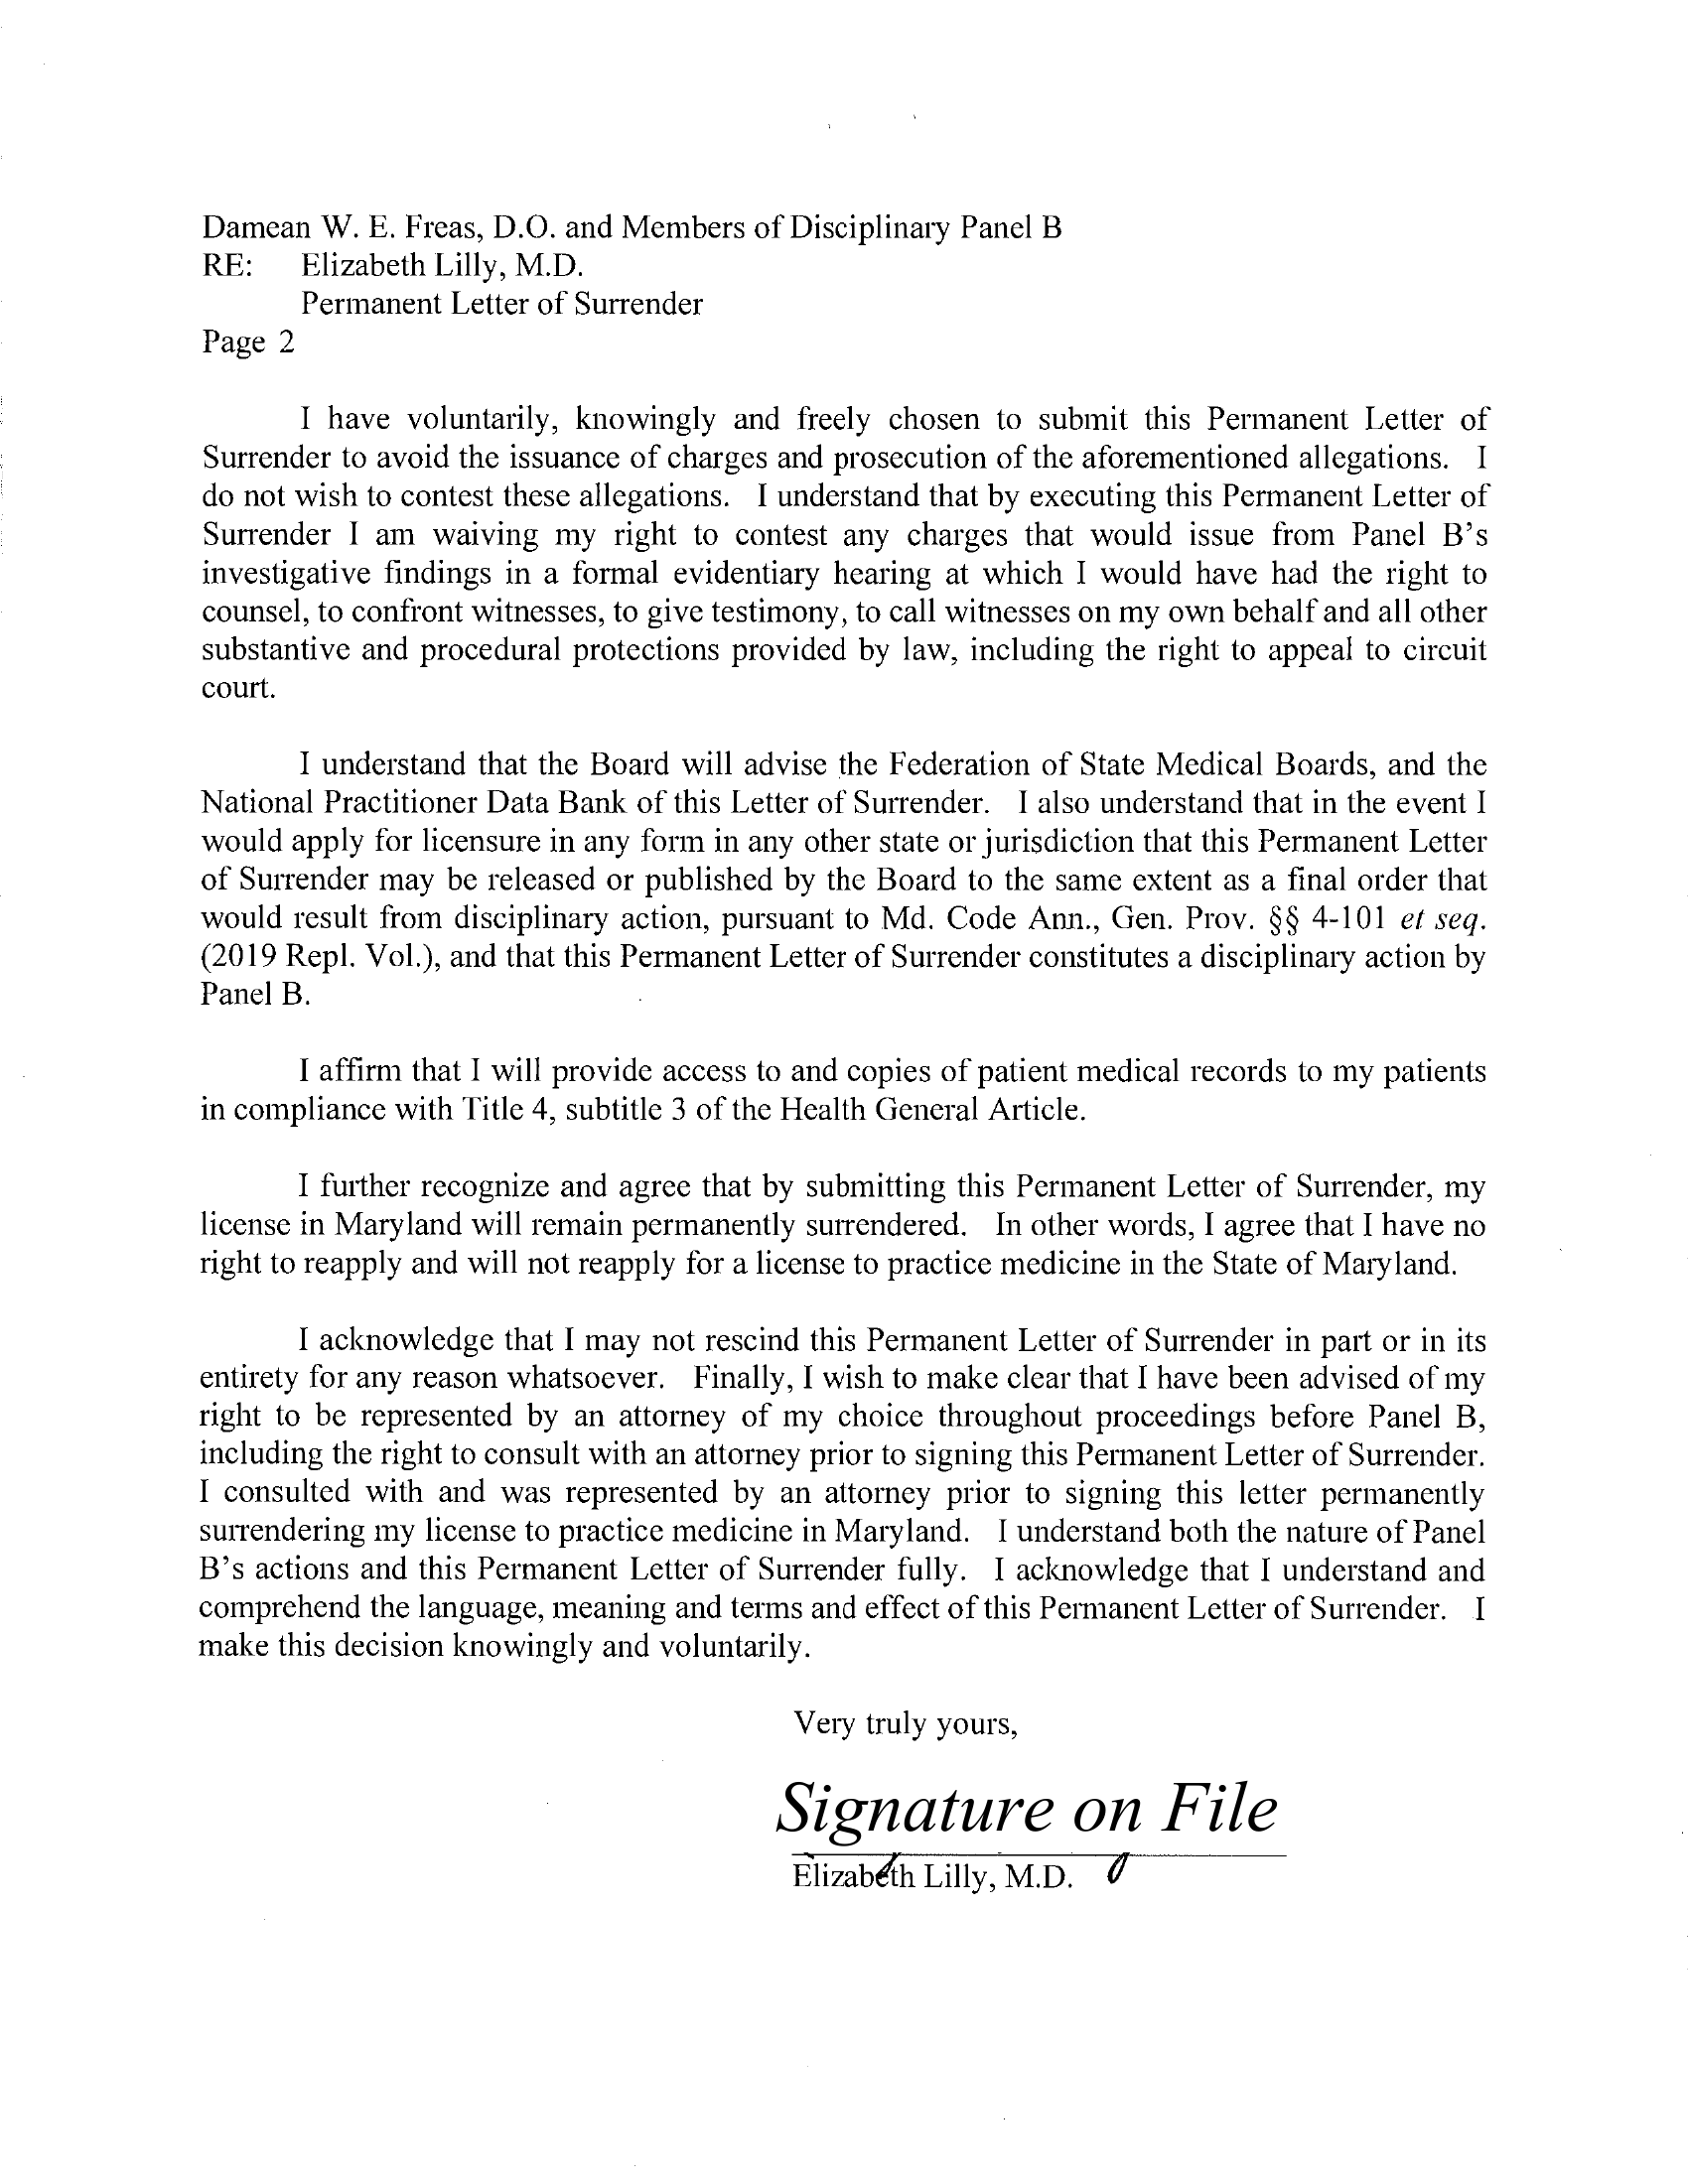 Damean W. E. Freas, D.O. and Members of Disciplinary Panel B
RE: Elizabeth Lilly, M.D.
Permanent Letter of Surrender
Page 2
I have voluntarily, knowingly and freely chosen to submit this Permanent Letter of
Surrender to avoid the issuance of charges and prosecution of the aforementioned allegations. I
do not wish to contest these allegations. I understand that by executing this Permanent Letter of
Surrender I am waiving my right to contest any charges that would issue from Panel B's
investigative findings in a formal evidentiary hearing at which I would have had the right to
counsel, to confront witnesses, to give testimony, to call witnesses on my own behalf and all other
substantive and procedural protections provided by law, including the right to appeal to circuit
court.
I understand that the Board will advise the Federation of State Medical Boards, and the
National Practitioner Data Bank of this Letter of Surrender. I also understand that in the event I
would apply for licensure in any form in any other state or jurisdiction that this Permanent Letter
of Surrender may be released or published by the Board to the same extent as a final order that
would result from disciplinary action, pursuant to Md. Code Ann., Gen. Prov. §§ 4-101 et seq.
(2019 Repl. Vol.), and that this Permanent Letter of Surrender constitutes a disciplinary action by
Panel B.
I affirm that I will provide access to and copies of patient medical records to my patients
in compliance with Title 4, subtitle 3 of the Health General Article.
I further recognize and agree that by submitting this Permanent Letter of Surrender, my
license in Maryland will remain permanently surrendered. In other words, I agree that I have no
right to reapply and will not reapply for a license to practice medicine in the State of Maryland.
I acknowledge that I may not rescind this Permanent Letter of Surrender in part or in its
entirety for any reason whatsoever. Finally, I wish to make clear that I have been advised of my
right to be represented by an attorney of my choice throughout proceedings before Panel B,
including the right to consult with an attorney prior to signing this Permanent Letter of Surrender.
I consulted with and was represented by an attorney prior to signing this letter permanently
surrendering my license to practice medicine in Maryland. I understand both the nature of Panel
B's actions and this Permanent Letter of Surrender fully. I acknowledge that I understand and
comprehend the language, meaning and terms and effect of this Permanent Letter of Surrender. I
make this decision knowingly and voluntarily.
Very truly yours,
Signature on File
Elizabeth Lilly, M.D.